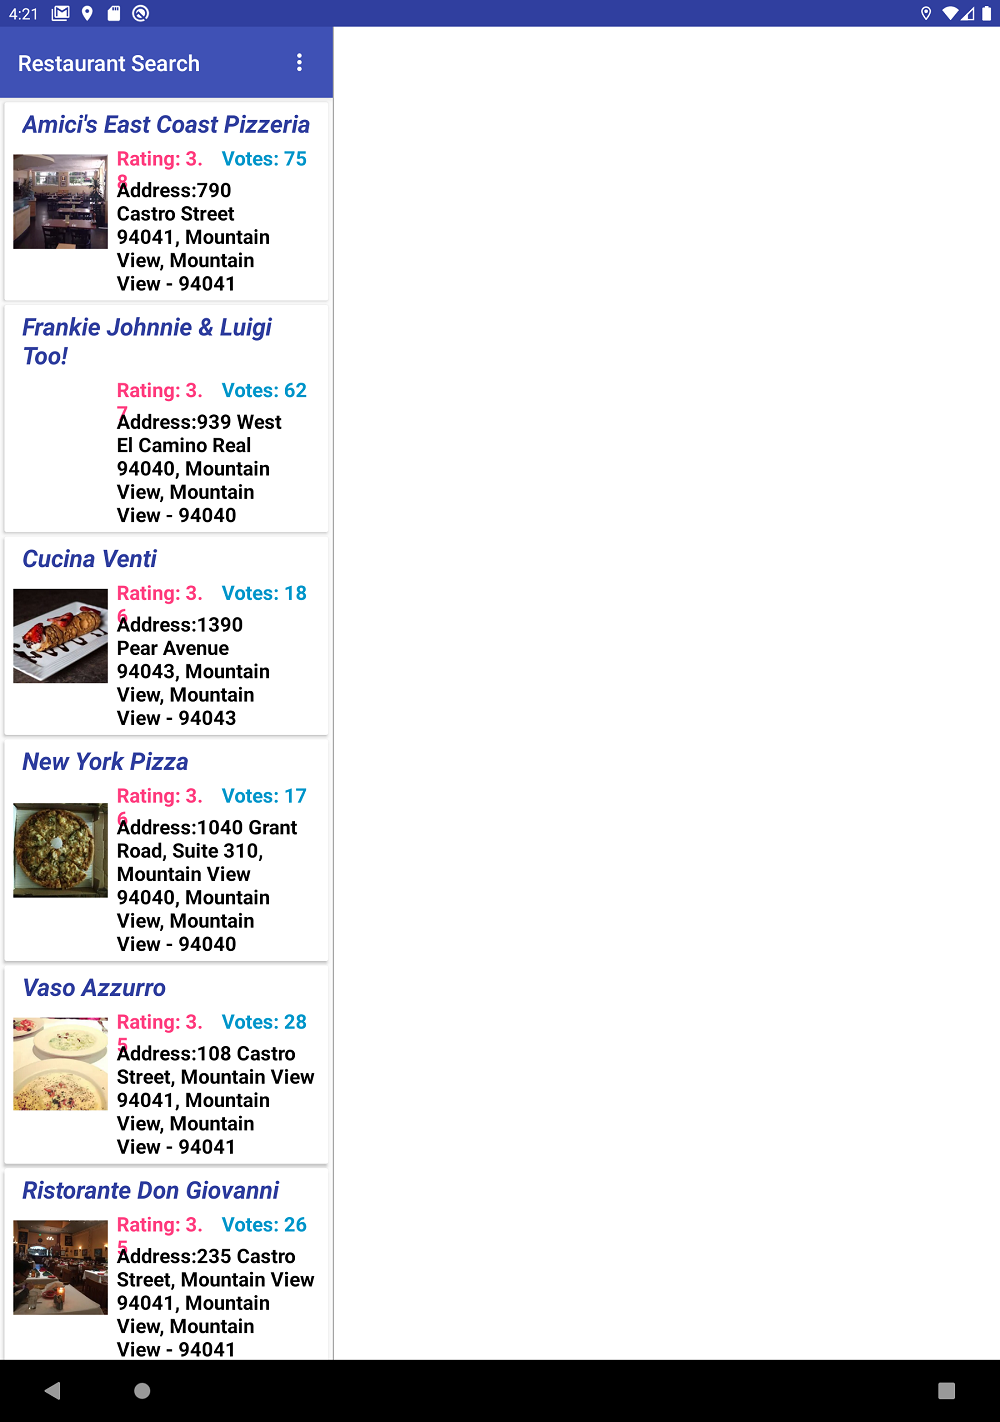 4:21
Restaurant Search
Amici's East Coast Pizzeria
Rating: 3. Votes: 75
8
Address:790
Castro Street
94041, Mountain
View, Mountain
View - 94041
Frankie Johnnie & Luigi
Too!
Rating: 3. Votes: 62
7
Address:939 West
El Camino Real
94040, Mountain
View, Mountain
View - 94040
Cucina Venti
Rating: 3. Votes: 18
6
Address:1390
Pear Avenue
94043, Mountain
View, Mountain
View - 94043
New York Pizza
Rating: 3. Votes: 17
6
Address:1040 Grant
Road, Suite 310,
Mountain View
94040, Mountain
View, Mountain
View - 94040
Vaso Azzurro
Rating: 3. Votes: 28
5
Address:108 Castro
Street, Mountain View
94041, Mountain
View, Mountain
View - 94041
Ristorante Don Giovanni
Rating: 3. Votes: 26
5
Address:235 Castro
Street, Mountain View
94041, Mountain
View, Mountain
View - 94041